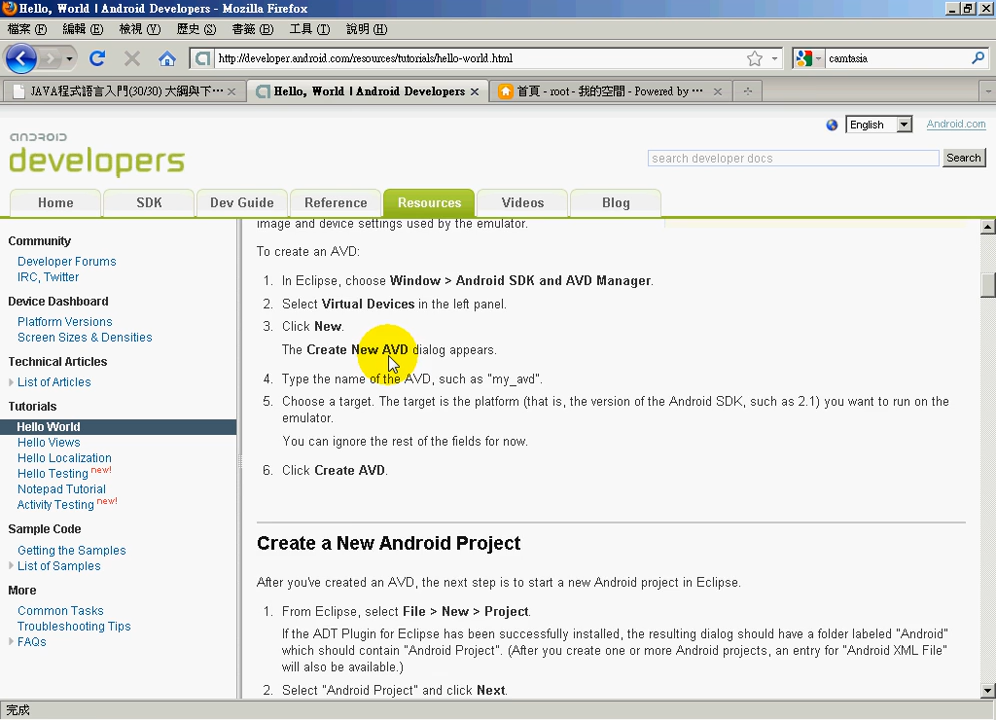 Hello, World | Android Developers - Mozilla Firefox
檔案 (F) 編輯 (E) 檢視 (V) 歷史 (S) 書籤 (B) 工具 (T) 說明 (H)
http://developer.android.com/resources/tutorials/hello-world.html
camtasia
JAVA程式語言入門(30/30) 大綱與下...
Hello, World | Android Developers
首頁 - root - 我的空間 - Powered by ...
English
Android.com
android
developers
search developer docs
Search
Home SDK Dev Guide Reference Resources Videos Blog
Community
Developer Forums
IRC, Twitter
Device Dashboard
Platform Versions
Screen Sizes & Densities
Technical Articles
List of Articles
Tutorials
Hello World
Hello Views
Hello Localization
Hello Testing new!
Notepad Tutorial
Activity Testing new!
Sample Code
Getting the Samples
List of Samples
More
Common Tasks
Troubleshooting Tips
FAQs
image and device settings used by the emulator.
To create an AVD:
1. In Eclipse, choose Window > Android SDK and AVD Manager.
2. Select Virtual Devices in the left panel.
3. Click New.
The Create New AVD dialog appears.
4. Type the name of the AVD, such as "my_avd".
5. Choose a target. The target is the platform (that is, the version of the Android SDK, such as 2.1) you want to run on the
emulator.
You can ignore the rest of the fields for now.
6. Click Create AVD.
Create a New Android Project
After you've created an AVD, the next step is to start a new Android project in Eclipse.
1. From Eclipse, select File > New > Project.
If the ADT Plugin for Eclipse has been successfully installed, the resulting dialog should have a folder labeled "Android"
which should contain "Android Project". (After you create one or more Android projects, an entry for "Android XML File"
will also be available.)
2. Select "Android Project" and click Next.
完成